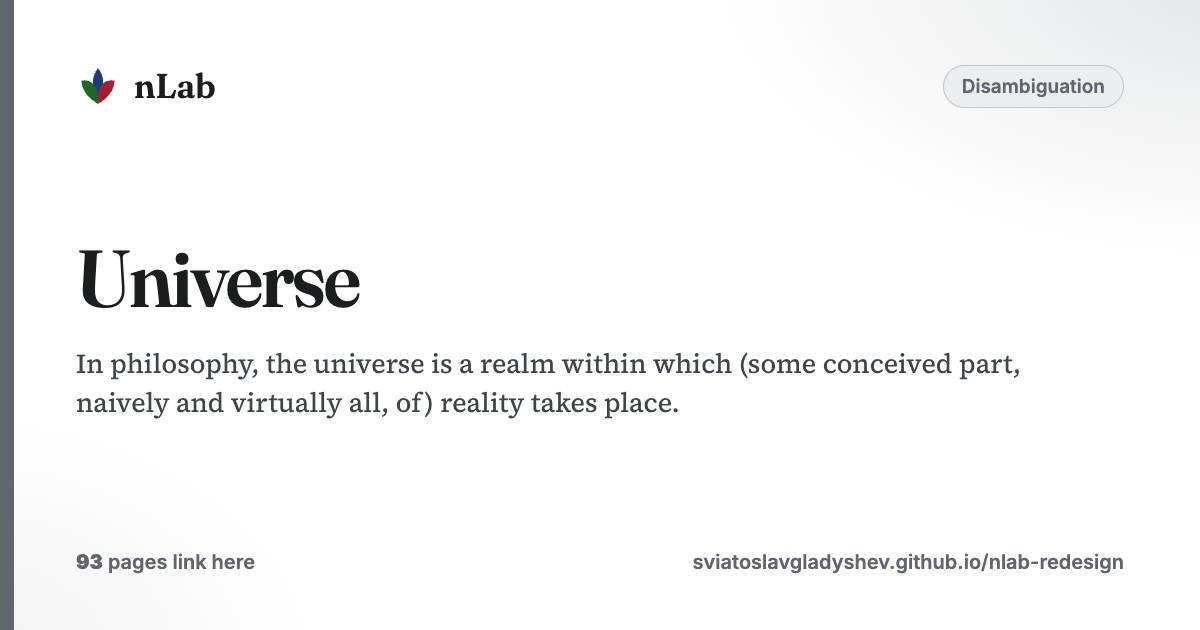 nLab
Disambiguation
Universe
In philosophy, the universe is a realm within which (some conceived part,
naively and virtually all, of) reality takes place.
93 pages link here
sviatoslavgladyshev.github.io/nlab-redesign